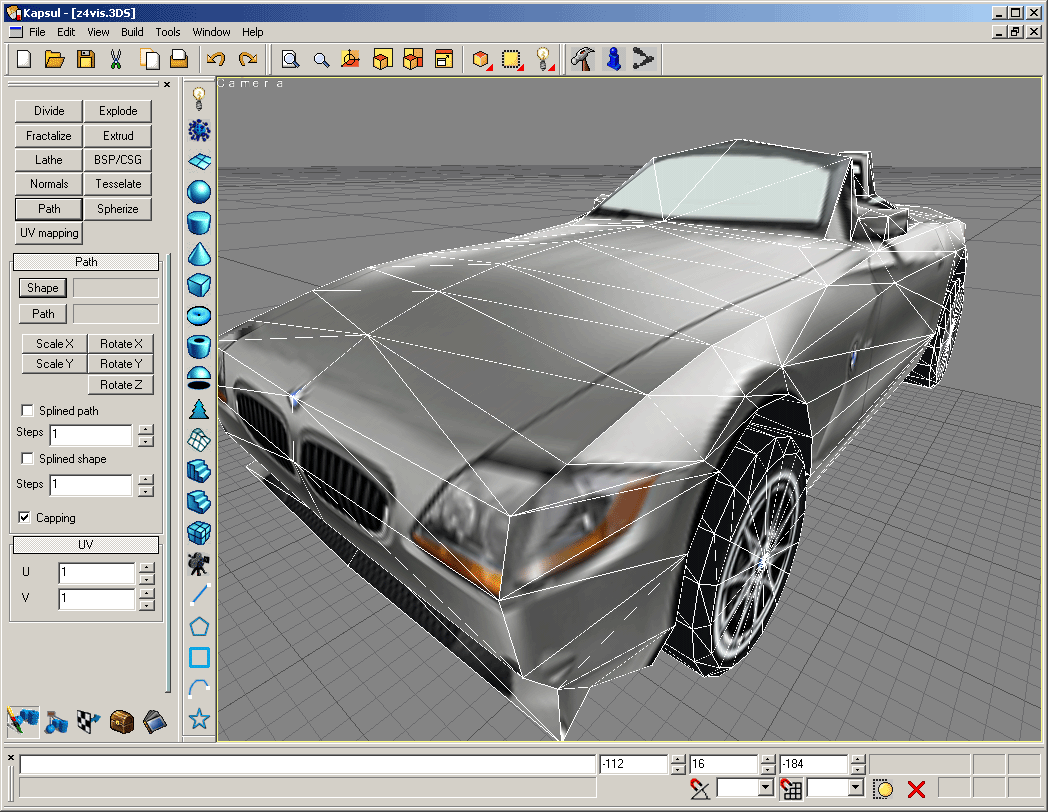 Kapsul - [z4vis.3DS]
File Edit View Build Tools Window Help
Camera
Divide Explode
Fractalize Extrud
Lathe BSP/CSG
Normals Tesselate
Path Spherize
UV mapping
Path
Shape
Path
Scale X Rotate X
Scale Y Rotate Y
Rotate Z
Splined path
Steps 1
Splined shape
Steps 1
Capping
UV
U 1
V 1
-112 16 -184